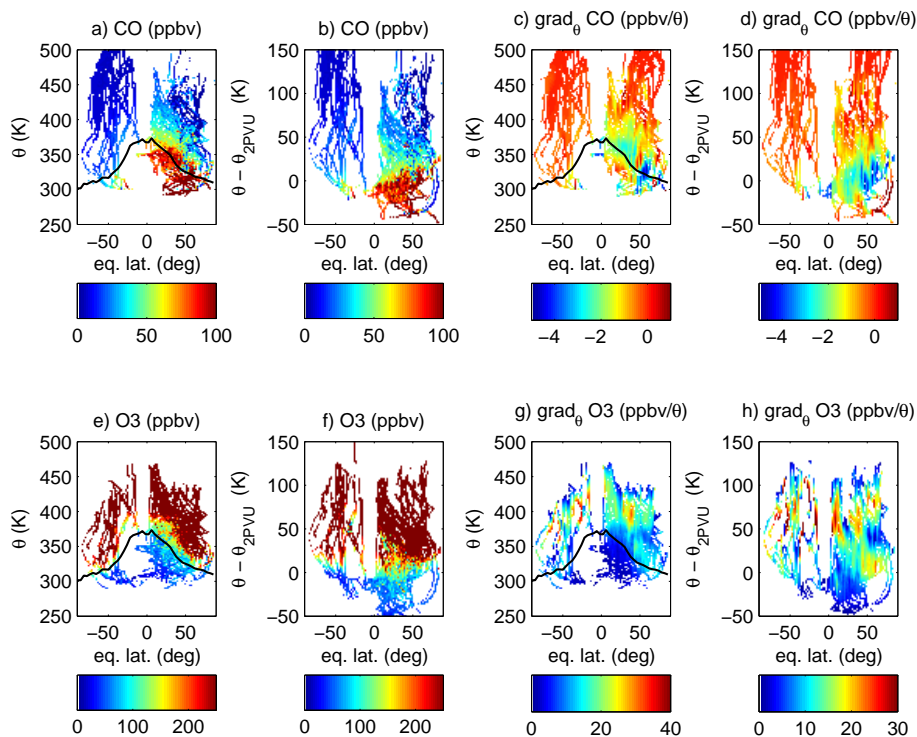 a) CO (ppbv)
b) CO (ppbv)
c) grad_θ CO (ppbv/θ)
d) grad_θ CO (ppbv/θ)
500
450
400
350
300
250
θ (K)
−50 0 50
eq. lat. (deg)
0 50 100
150
100
50
0
−50
θ − θ_2PVU (K)
−50 0 50
eq. lat. (deg)
0 50 100
500
450
400
350
300
250
θ (K)
−50 0 50
eq. lat. (deg)
−4 −2 0
150
100
50
0
−50
θ − θ_2PVU (K)
−50 0 50
eq. lat. (deg)
−4 −2 0
e) O3 (ppbv)
f) O3 (ppbv)
g) grad_θ O3 (ppbv/θ)
h) grad_θ O3 (ppbv/θ)
500
450
400
350
300
250
θ (K)
−50 0 50
eq. lat. (deg)
0 100 200
150
100
50
0
−50
θ − θ_2PVU (K)
−50 0 50
eq. lat. (deg)
0 100 200
500
450
400
350
300
250
θ (K)
−50 0 50
eq. lat. (deg)
0 20 40
150
100
50
0
−50
θ − θ_2PVU (K)
−50 0 50
eq. lat. (deg)
0 10 20 30